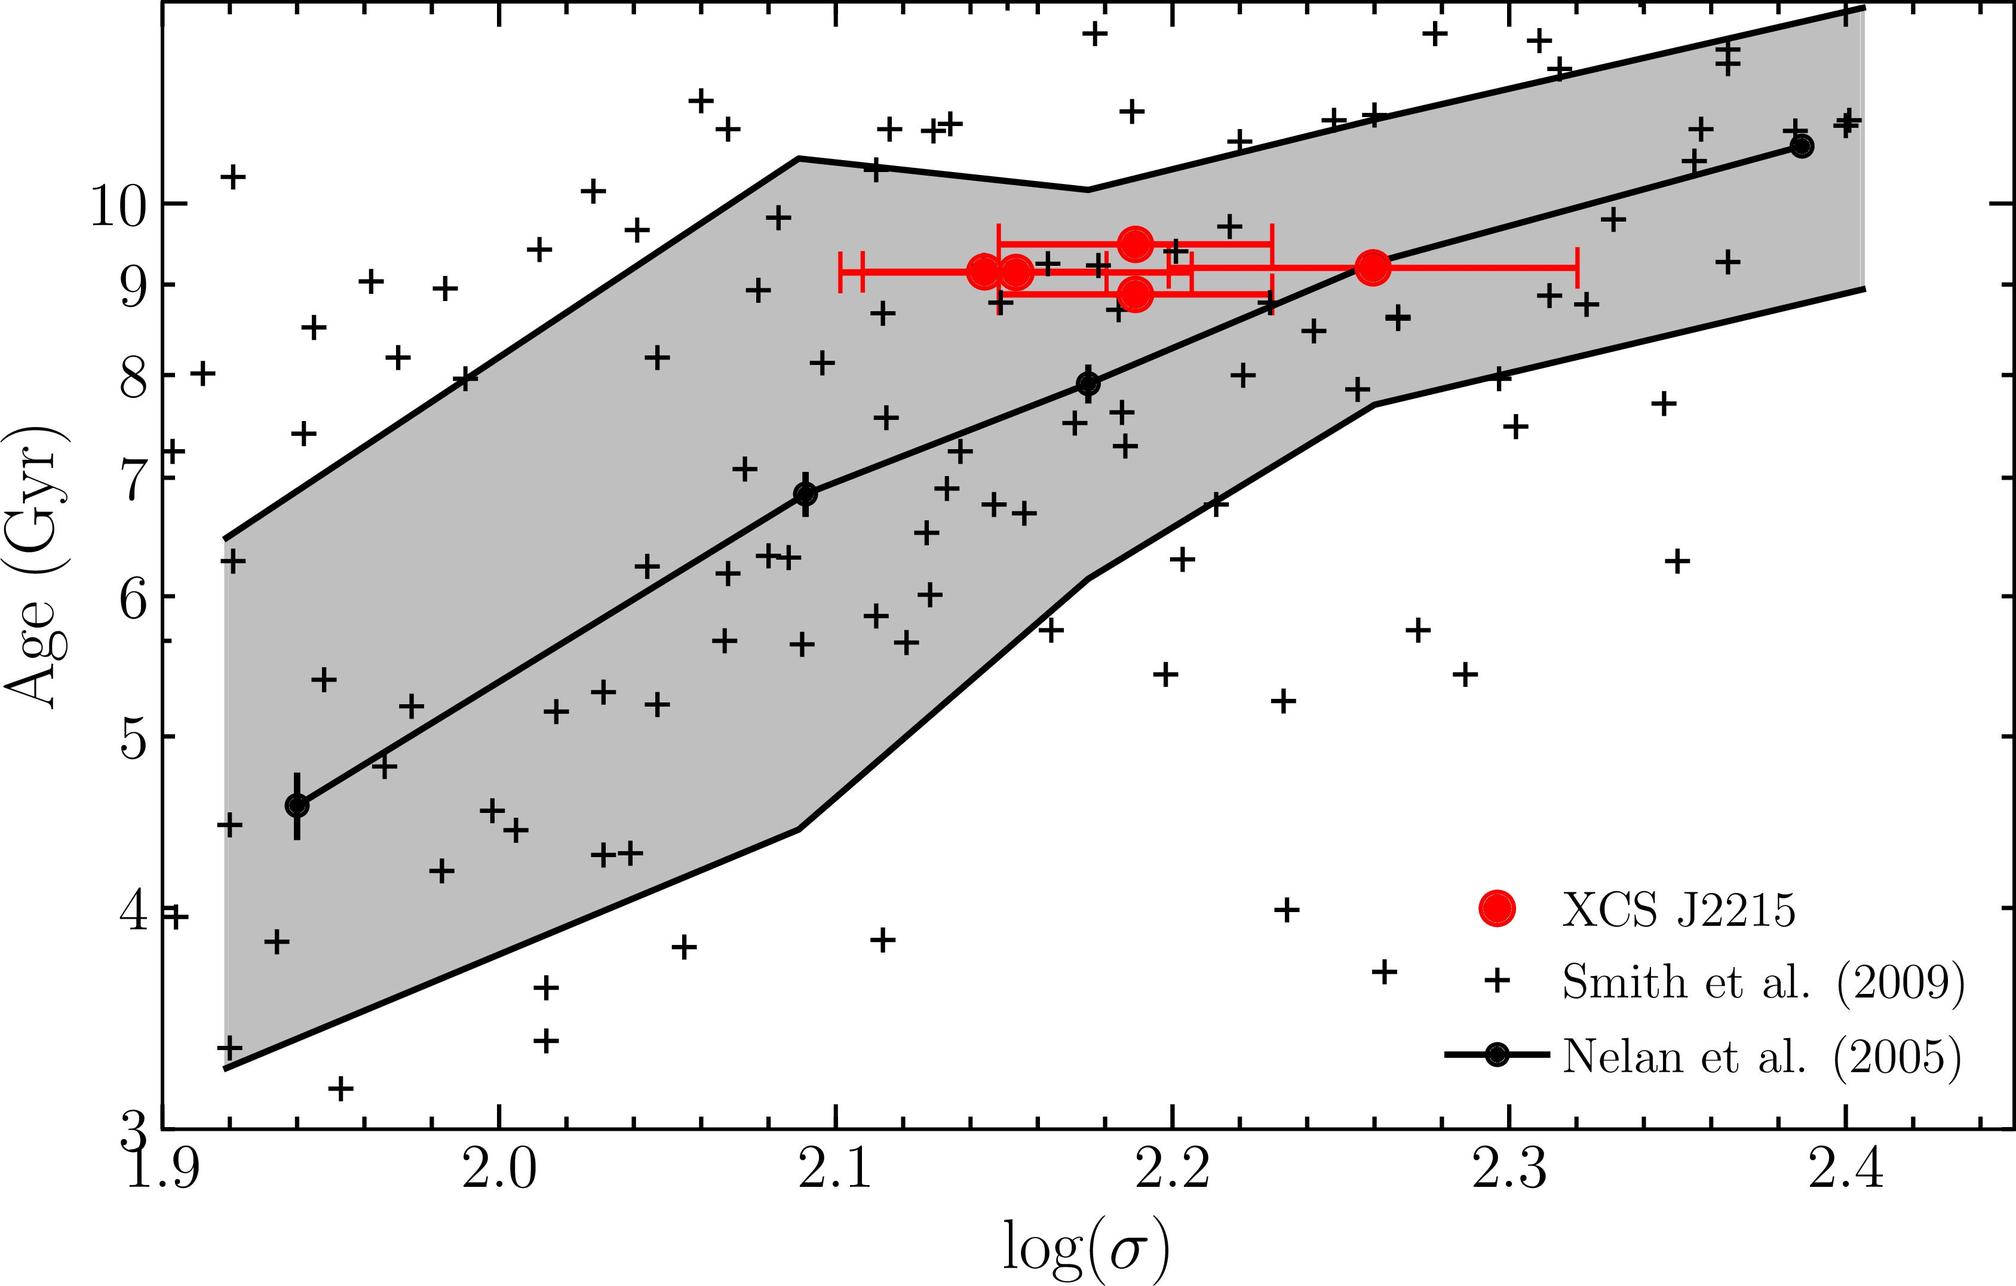 10
9
8
7
6
5
4
3
Age (Gyr)
XCS J2215
Smith et al. (2009)
Nelan et al. (2005)
1.9 2.0 2.1 2.2 2.3 2.4
log(σ)